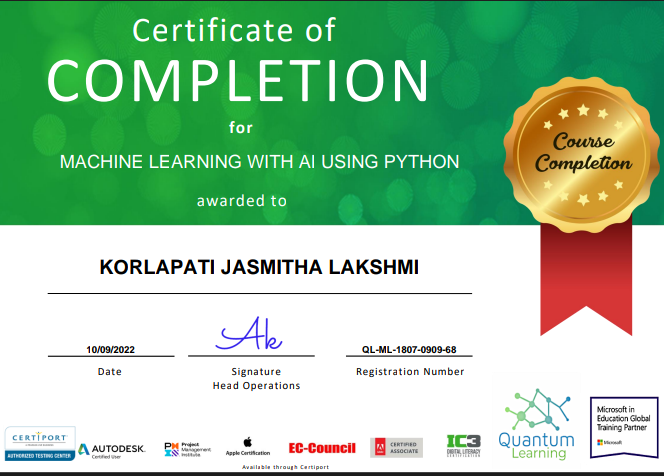 Certificate of
COMPLETION
for
MACHINE LEARNING WITH AI USING PYTHON
awarded to
Course
Completion
KORLAPATI JASMITHA LAKSHMI
10/09/2022
Date
Ak
Signature
Head Operations
QL-ML-1807-0909-68
Registration Number
CERTIPORT
AUTHORIZED TESTING CENTER
AUTODESK.
Certified User
Project
Management
Institute.
Apple Certification
EC-Council
CERTIFIED
ASSOCIATE
IC3
DIGITAL LITERACY
CERTIFICATION
Available through Certiport
Quantum
Learning
Microsoft in
Education Global
Training Partner
Microsoft